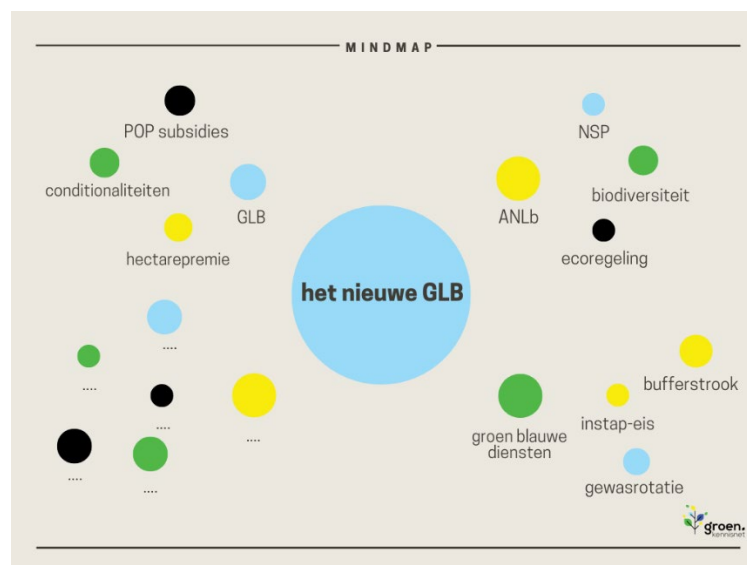 MINDMAP
POP subsidies
conditionaliteiten
GLB
hectarepremie
NSP
biodiversiteit
ANLb
ecoregeling
het nieuwe GLB
....
....
....
....
....
....
bufferstrook
instap-eis
groen blauwe
diensten
gewasrotatie
groen.
kennisnet